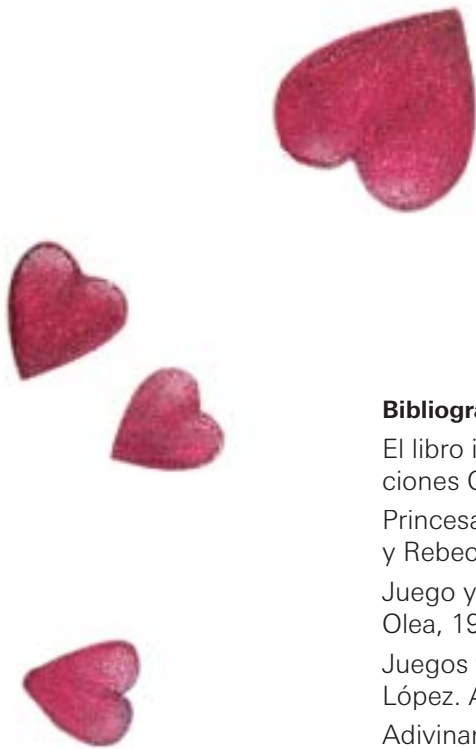 Bibliogra
El libro i
ciones
Princesa
y Rebec
Juego y
Olea, 19
Juegos
López. A
Adivinar